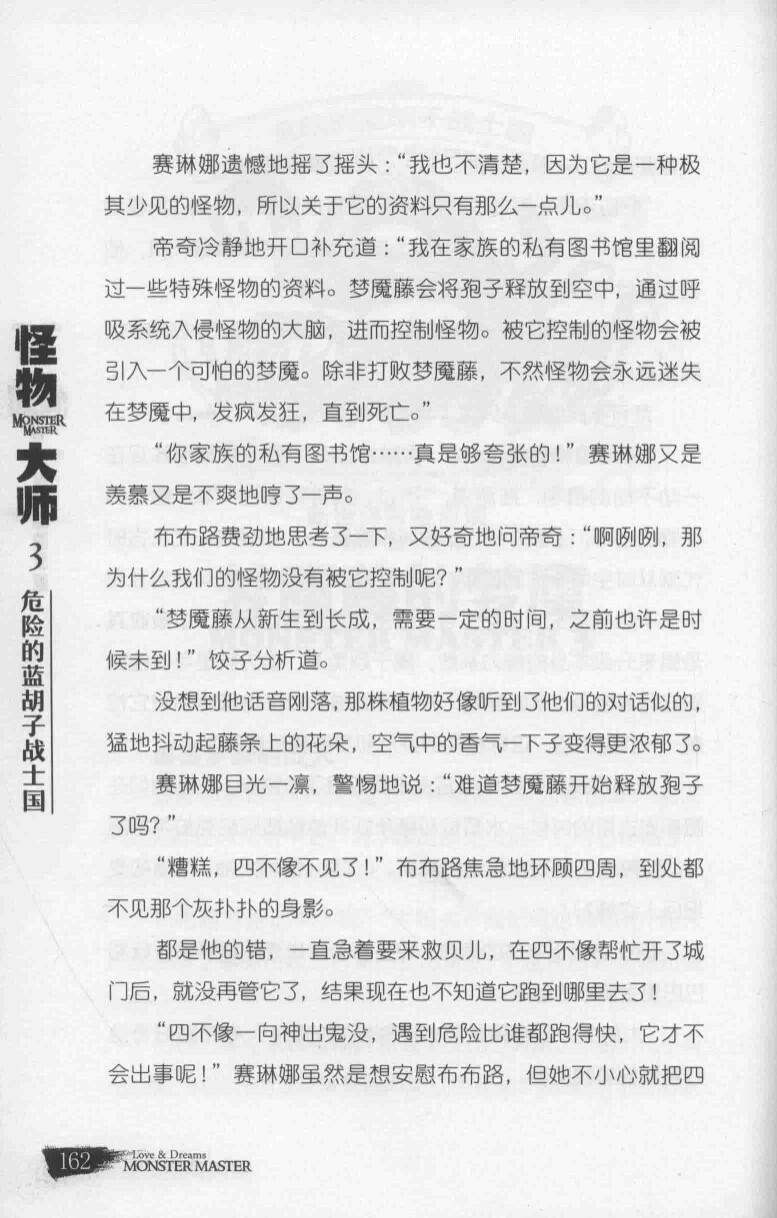 赛琳娜遗憾地摇了摇头：“我也不清楚，因为它是一种极
其少见的怪物，所以关于它的资料只有那么一点儿。”
帝奇冷静地开口补充道：“我在家族的私有图书馆里翻阅
过一些特殊怪物的资料。梦魇藤会将孢子释放到空中，通过呼
吸系统入侵怪物的大脑，进而控制怪物。被它控制的怪物会被
引入一个可怕的梦魇。除非打败梦魇藤，不然怪物会永远迷失
在梦魇中，发疯发狂，直到死亡。”
“你家族的私有图书馆……真是够夸张的！”赛琳娜又是
羡慕又是不爽地哼了一声。
布布路费劲地思考了一下，又好奇地问帝奇：“啊咧咧，那
为什么我们的怪物没有被它控制呢？”
“梦魇藤从新生到长成，需要一定的时间，之前也许是时
候未到！”饺子分析道。
没想到他话音刚落，那株植物好像听到了他们的对话似的，
猛地抖动起藤条上的花朵，空气中的香气一下子变得更浓郁了。
赛琳娜目光一凛，警惕地说：“难道梦魇藤开始释放孢子
了吗？”
“糟糕，四不像不见了！”布布路焦急地环顾四周，到处都
不见那个灰扑扑的身影。
都是他的错，一直急着要来救贝儿，在四不像帮忙开了城
门后，就没再管它了，结果现在也不知道它跑到哪里去了！
“四不像一向神出鬼没，遇到危险比谁都跑得快，它才不
会出事呢！”赛琳娜虽然是想安慰布布路，但她不小心就把四
怪物
MONSTER
MASTER
大师
3
危险的蓝胡子战士国
162
Love & Dreams
MONSTER MASTER